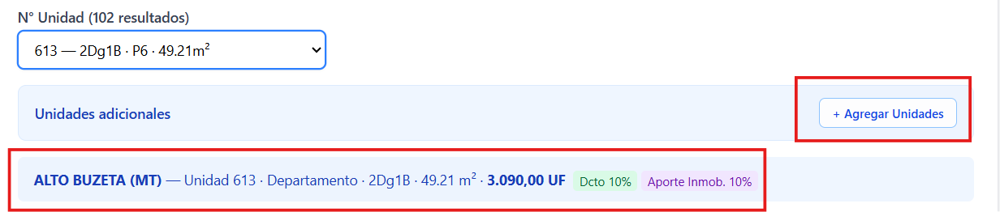 N° Unidad (102 resultados)
613 — 2Dg1B · P6 · 49.21m²
Unidades adicionales
+ Agregar Unidades
ALTO BUZETA (MT) — Unidad 613 · Departamento · 2Dg1B · 49.21 m² · 3.090,00 UF Dcto 10% Aporte Inmob. 10%